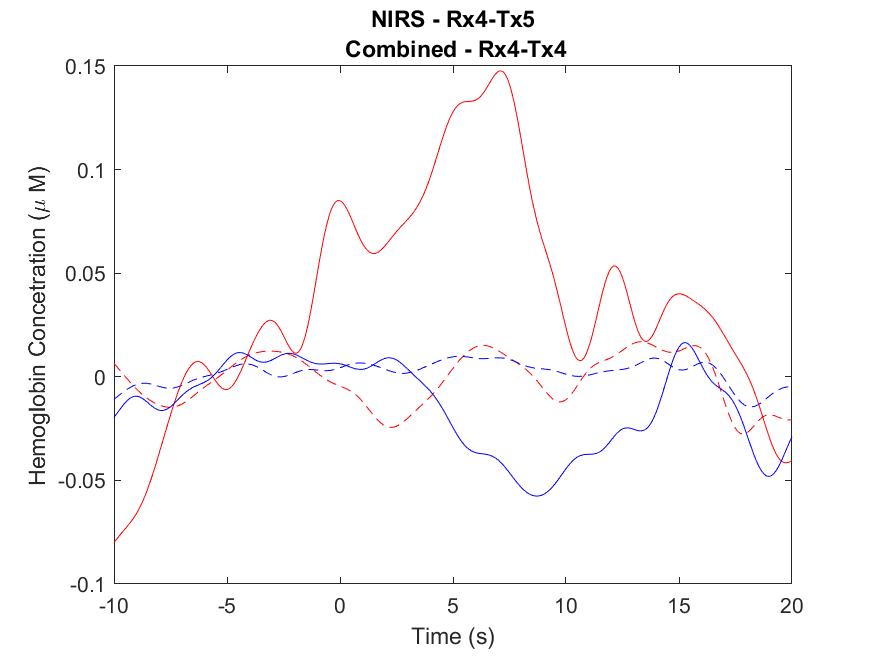 NIRS - Rx4-Tx5
Combined - Rx4-Tx4
Hemoglobin Concetration (μ M)
0.15
0.1
0.05
0
-0.05
-0.1
-10 -5 0 5 10 15 20
Time (s)